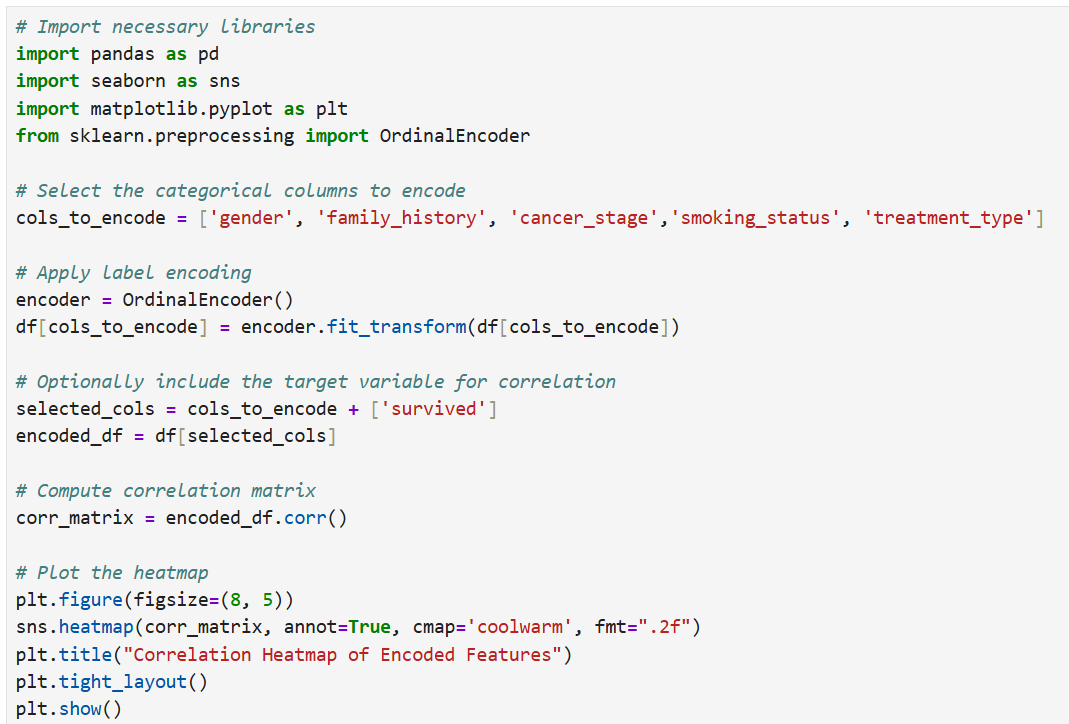 # Import necessary libraries
import pandas as pd
import seaborn as sns
import matplotlib.pyplot as plt
from sklearn.preprocessing import OrdinalEncoder
# Select the categorical columns to encode
cols_to_encode = ['gender', 'family_history', 'cancer_stage','smoking_status', 'treatment_type']
# Apply label encoding
encoder = OrdinalEncoder()
df[cols_to_encode] = encoder.fit_transform(df[cols_to_encode])
# Optionally include the target variable for correlation
selected_cols = cols_to_encode + ['survived']
encoded_df = df[selected_cols]
# Compute correlation matrix
corr_matrix = encoded_df.corr()
# Plot the heatmap
plt.figure(figsize=(8, 5))
sns.heatmap(corr_matrix, annot=True, cmap='coolwarm', fmt=".2f")
plt.title("Correlation Heatmap of Encoded Features")
plt.tight_layout()
plt.show()